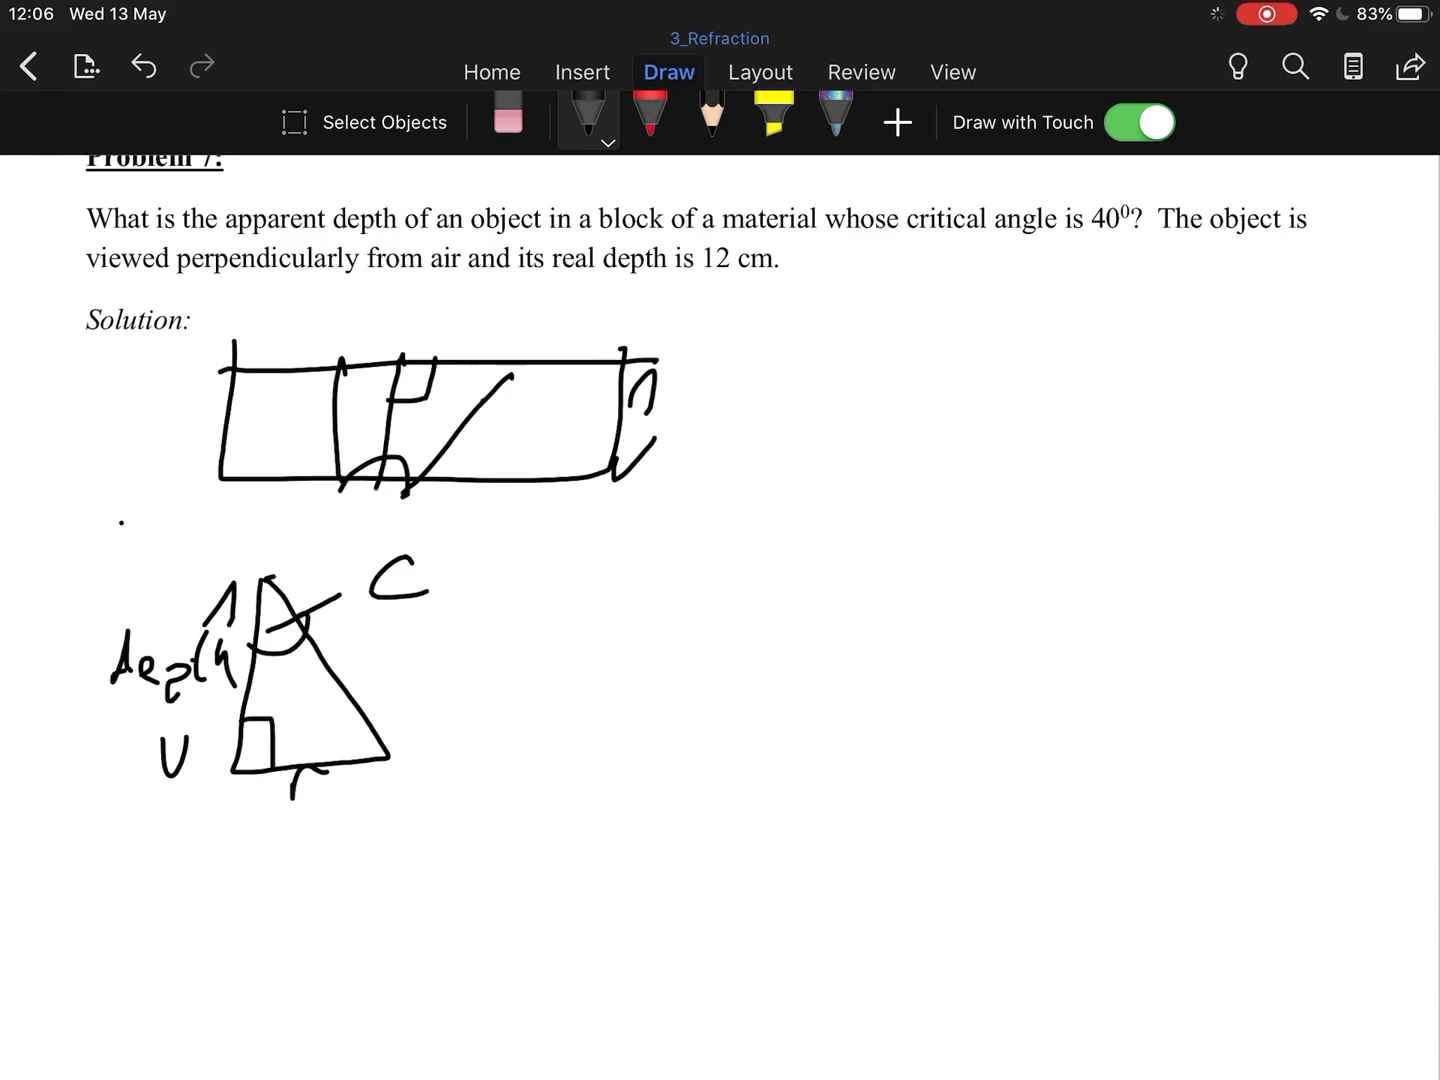 12:06 Wed 13 May 83%
3_Refraction
Home Insert Draw Layout Review View
Select Objects Draw with Touch
Problem 7:
What is the apparent depth of an object in a block of a material whose critical angle is 40⁰? The object is
viewed perpendicularly from air and its real depth is 12 cm.
Solution:
C
depth
r